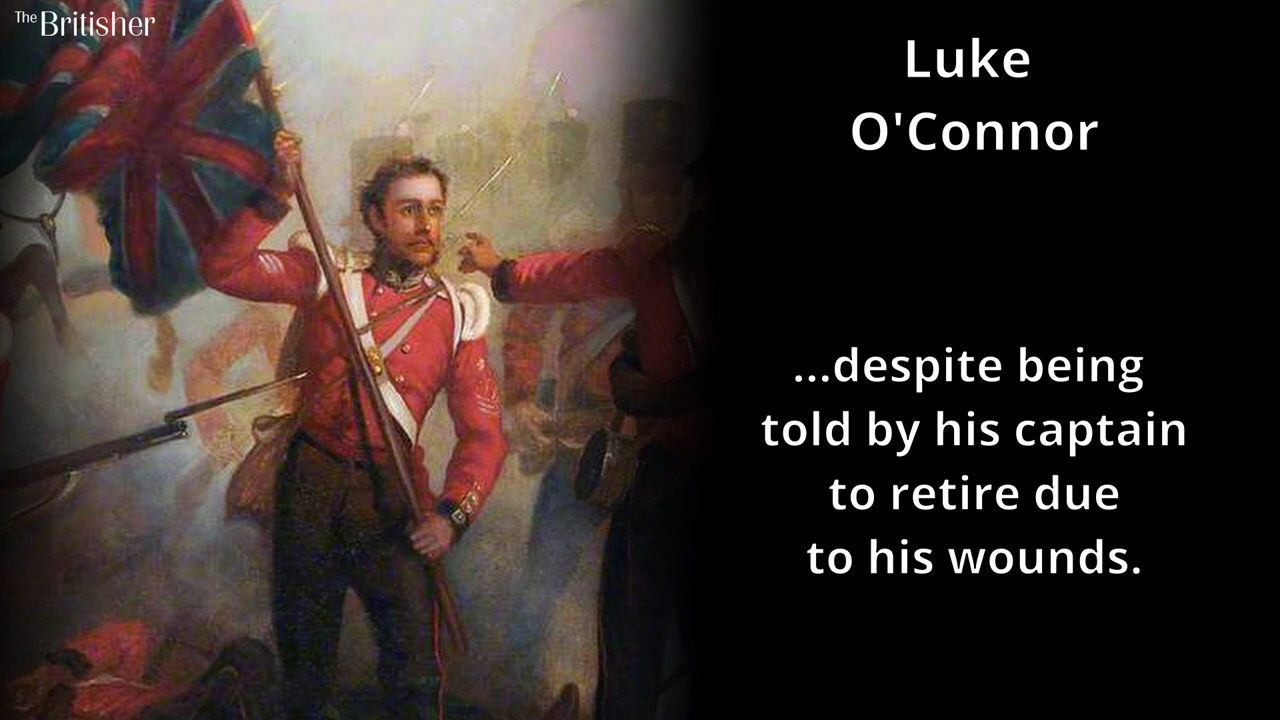 The Britisher
Luke
O'Connor
...despite being
told by his captain
to retire due
to his wounds.